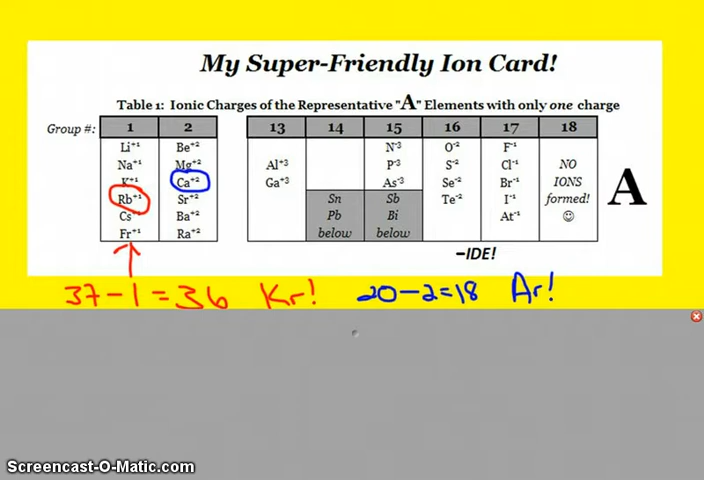 My Super-Friendly Ion Card!
Table 1: Ionic Charges of the Representative "A" Elements with only one charge
Group #: 1 2 13 14 15 16 17 18
Li+1 Be+2 N-3 O-2 F-1
Na+1 Mg+2 Al+3 P-3 S-2 Cl-1 NO
K+1 Ca+2 Ga+3 As-3 Se-2 Br-1 IONS
Rb+1 Sr+2 Sn Sb Te-2 I-1 formed!
Cs+1 Ba+2 Pb Bi At-1 ☺
Fr+1 Ra+2 below below
A
–IDE!
37-1=36 Kr! 20-2=18 Ar!
Screencast-O-Matic.com